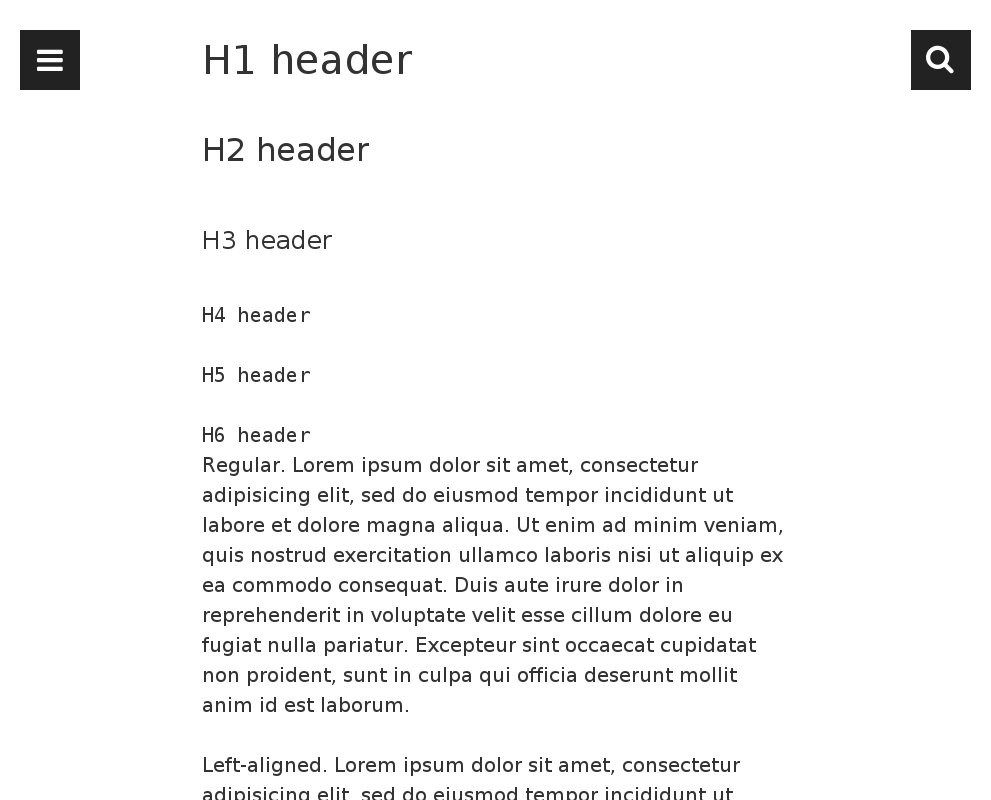 H1 header
H2 header
H3 header
H4 header
H5 header
H6 header
Regular. Lorem ipsum dolor sit amet, consectetur
adipisicing elit, sed do eiusmod tempor incididunt ut
labore et dolore magna aliqua. Ut enim ad minim veniam,
quis nostrud exercitation ullamco laboris nisi ut aliquip ex
ea commodo consequat. Duis aute irure dolor in
reprehenderit in voluptate velit esse cillum dolore eu
fugiat nulla pariatur. Excepteur sint occaecat cupidatat
non proident, sunt in culpa qui officia deserunt mollit
anim id est laborum.
Left-aligned. Lorem ipsum dolor sit amet, consectetur
adipisicing elit, sed do eiusmod tempor incididunt ut